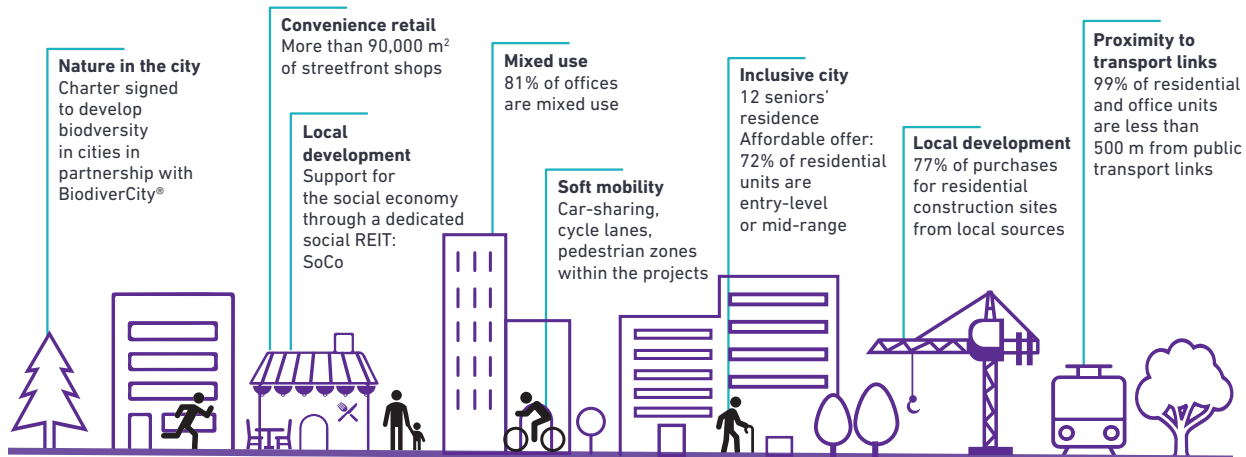 Nature in the city
Charter signed
to develop
biodversity
in cities in
partnership with
BiodiverCity®
Convenience retail
More than 90,000 m²
of streetfront shops
Local
development
Support for
the social economy
through a dedicated
social REIT:
SoCo
Mixed use
81% of offices
are mixed use
Soft mobility
Car-sharing,
cycle lanes,
pedestrian zones
within the projects
Inclusive city
12 seniors’
residence
Affordable offer:
72% of residential
units are
entry-level
or mid-range
Local development
77% of purchases
for residential
construction sites
from local sources
Proximity to
transport links
99% of residential
and office units
are less than
500 m from public
transport links